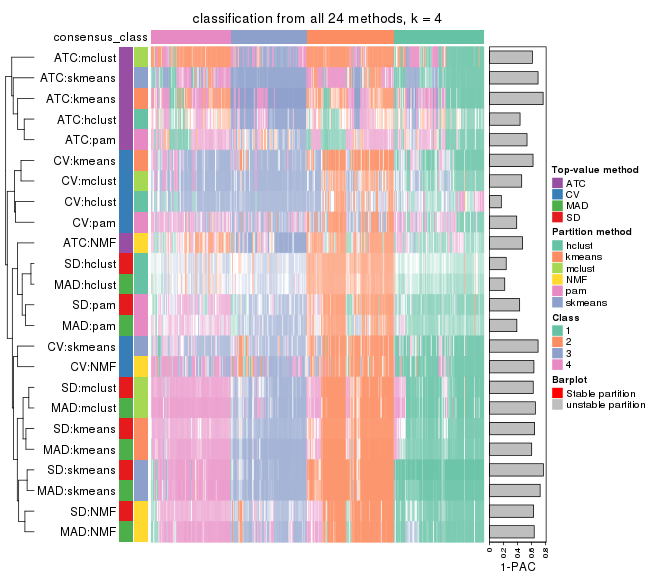 classification from all 24 methods, k = 4
consensus_class
ATC:mclust
ATC:skmeans
ATC:kmeans
ATC:hclust
ATC:pam
CV:kmeans
CV:mclust
CV:hclust
CV:pam
ATC:NMF
SD:hclust
MAD:hclust
SD:pam
MAD:pam
CV:skmeans
CV:NMF
SD:mclust
MAD:mclust
SD:kmeans
MAD:kmeans
SD:skmeans
MAD:skmeans
SD:NMF
MAD:NMF
0
0.2
0.4
0.6
0.8
1-PAC
Top-value method
ATC
CV
MAD
SD
Partition method
hclust
kmeans
mclust
NMF
pam
skmeans
Class
1
2
3
4
Barplot
Stable partition
unstable partition